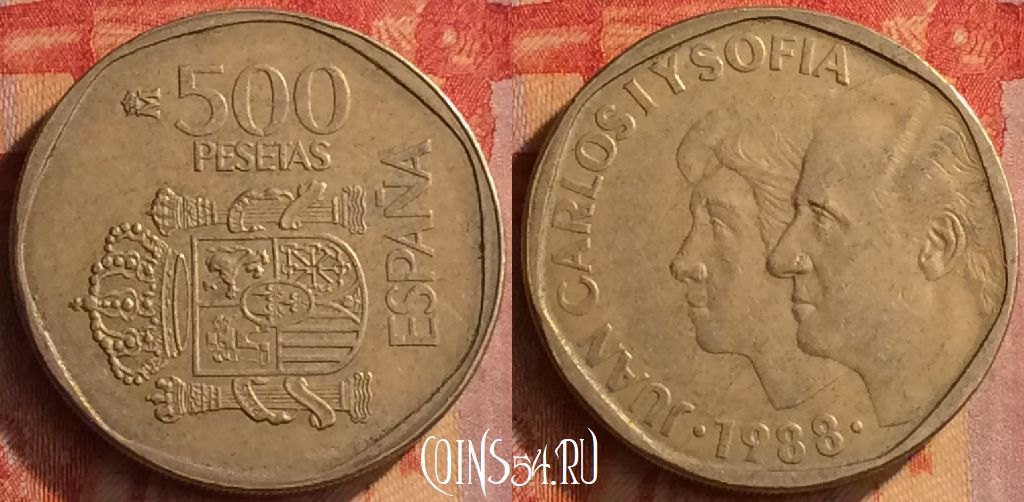 M 500
PESETAS
ESPAÑA
JUAN CARLOS I Y SOFIA
·1988·
COINS54.RU